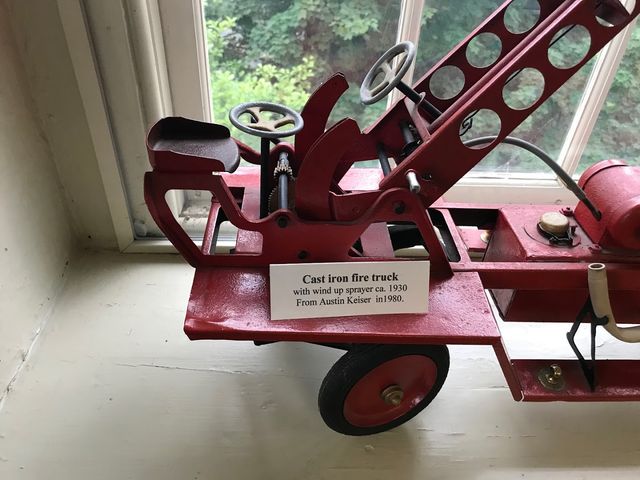 Cast iron fire truck
with wind up sprayer ca. 1930
From Austin Keiser in1980.